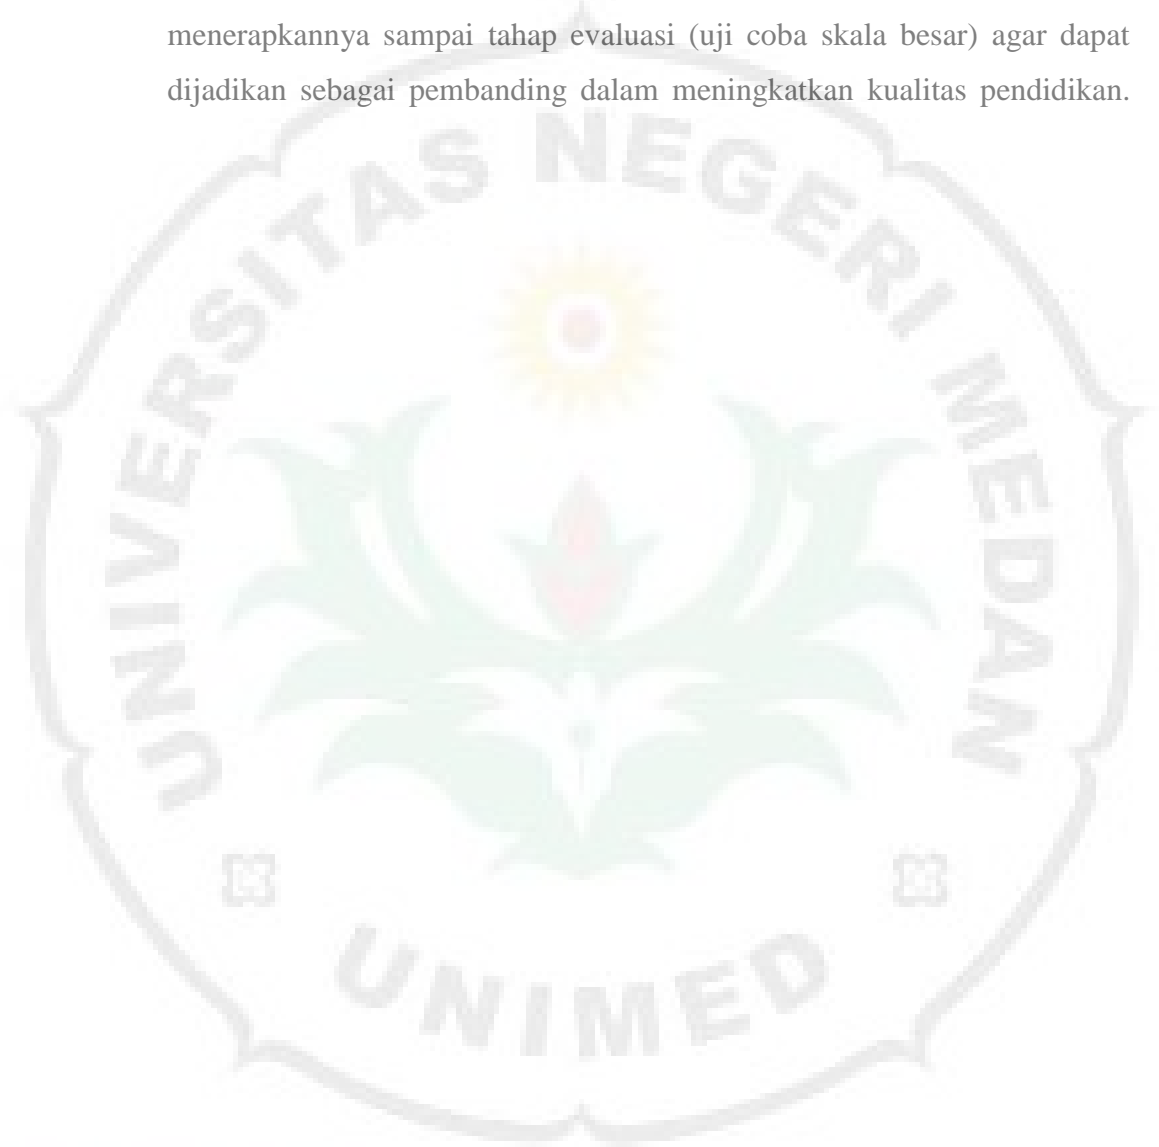 menerapkannya sampai tahap evaluasi (uji coba skala besar) agar dapat
dijadikan sebagai pembanding dalam meningkatkan kualitas pendidikan.
UNIVERSITAS NEGERI MEDAN
UNIMED